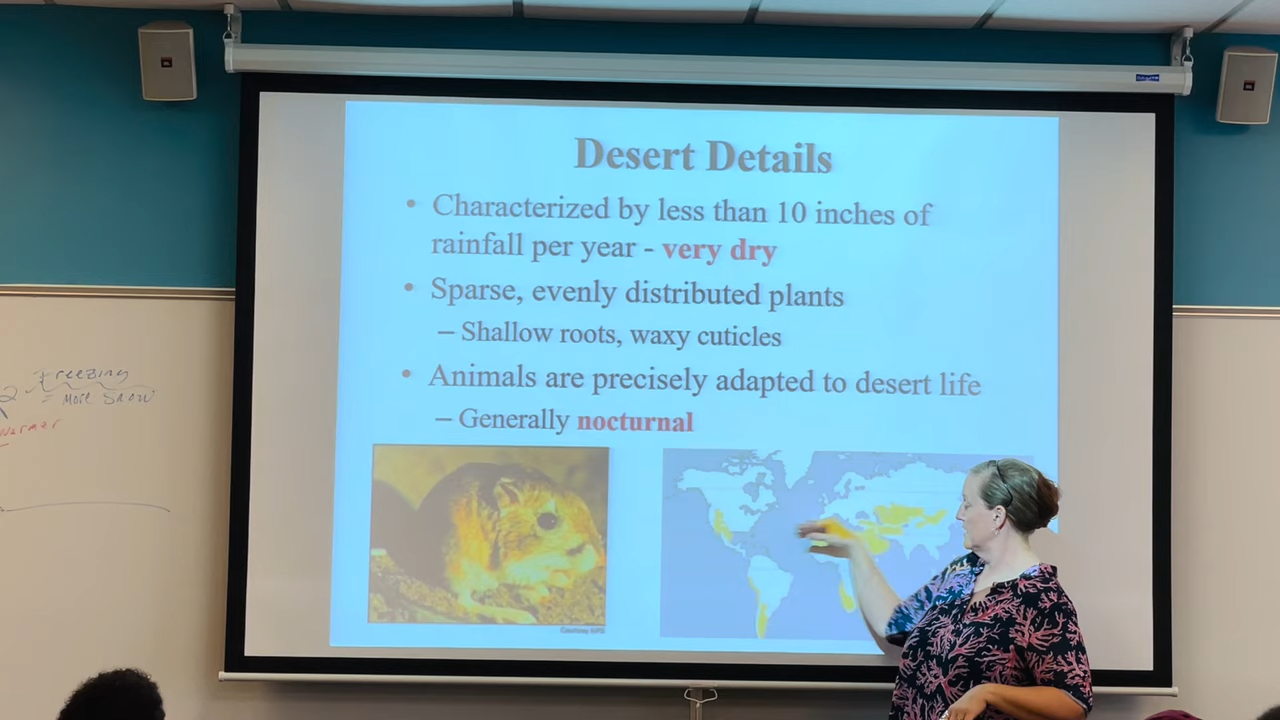 Desert Details
• Characterized by less than 10 inches of
rainfall per year - very dry
• Sparse, evenly distributed plants
– Shallow roots, waxy cuticles
• Animals are precisely adapted to desert life
– Generally nocturnal
Freezing
= More Snow